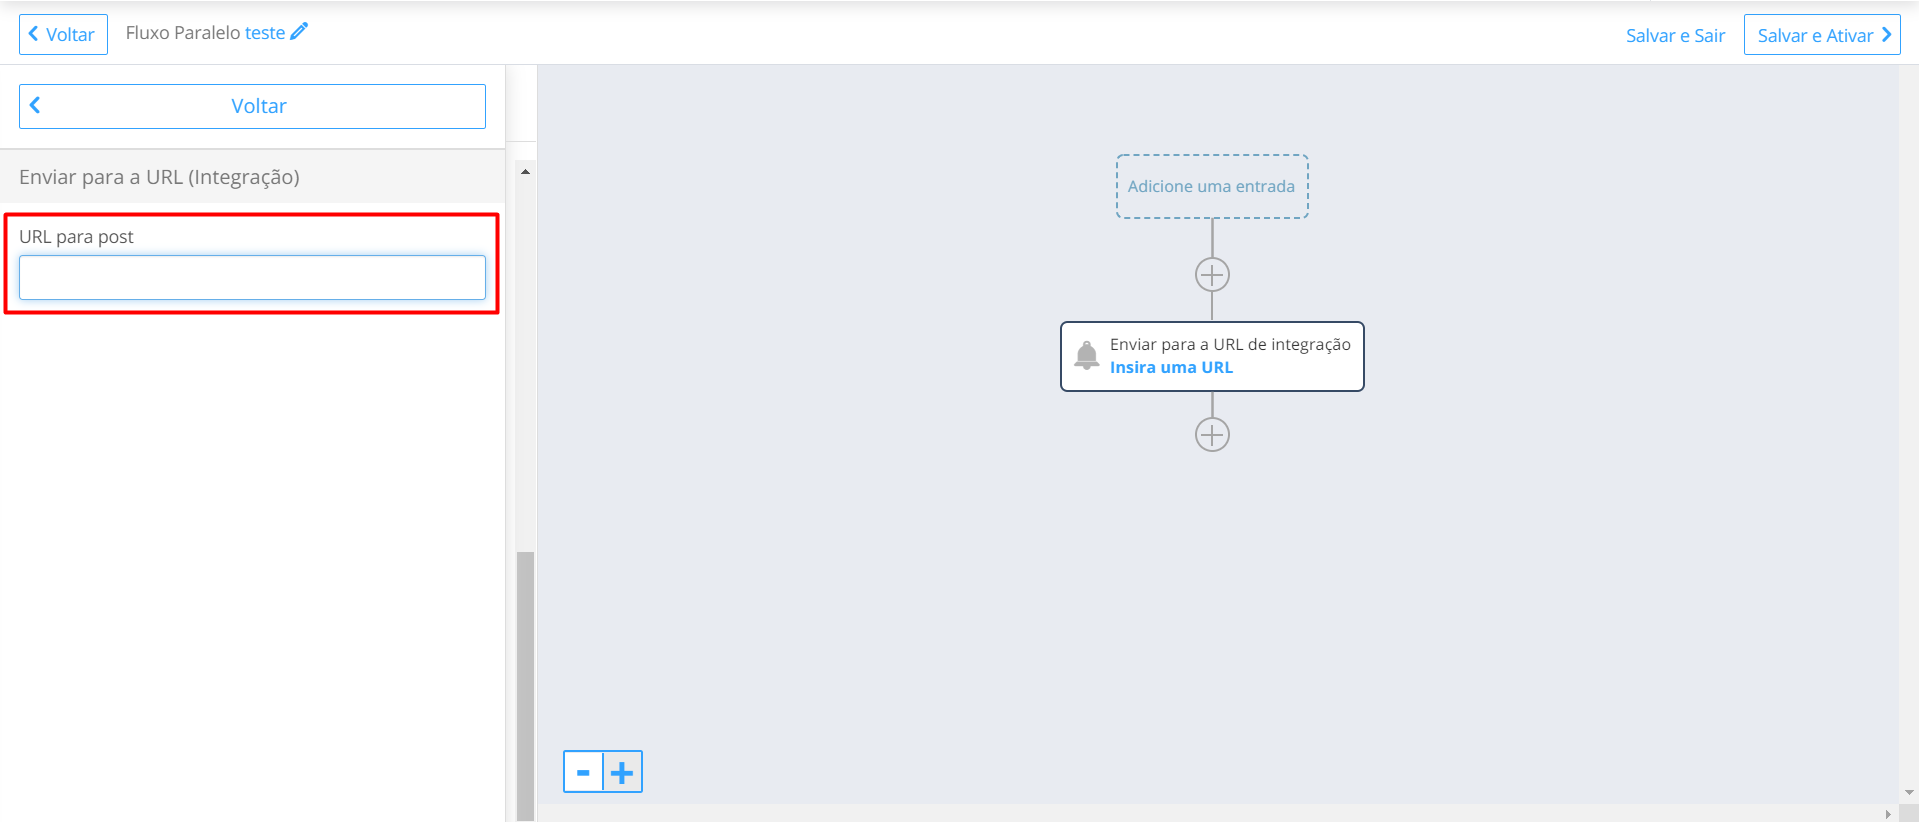 Voltar
Fluxo Paralelo teste
Salvar e Sair
Salvar e Ativar
Voltar
Enviar para a URL (Integração)
URL para post
Adicione uma entrada
Enviar para a URL de integração
Insira uma URL
- +